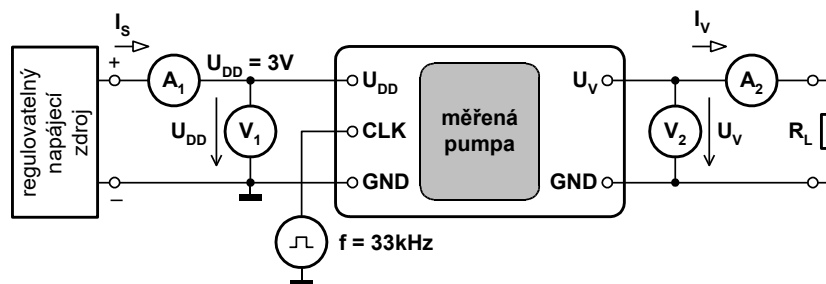 I_S
+
A_1
U_DD = 3V
regulovatelný
napájecí
zdroj
U_DD
V_1
–
U_DD
CLK
GND
měřená
pumpa
f = 33kHz
U_V
GND
I_V
A_2
V_2
U_V
R_L